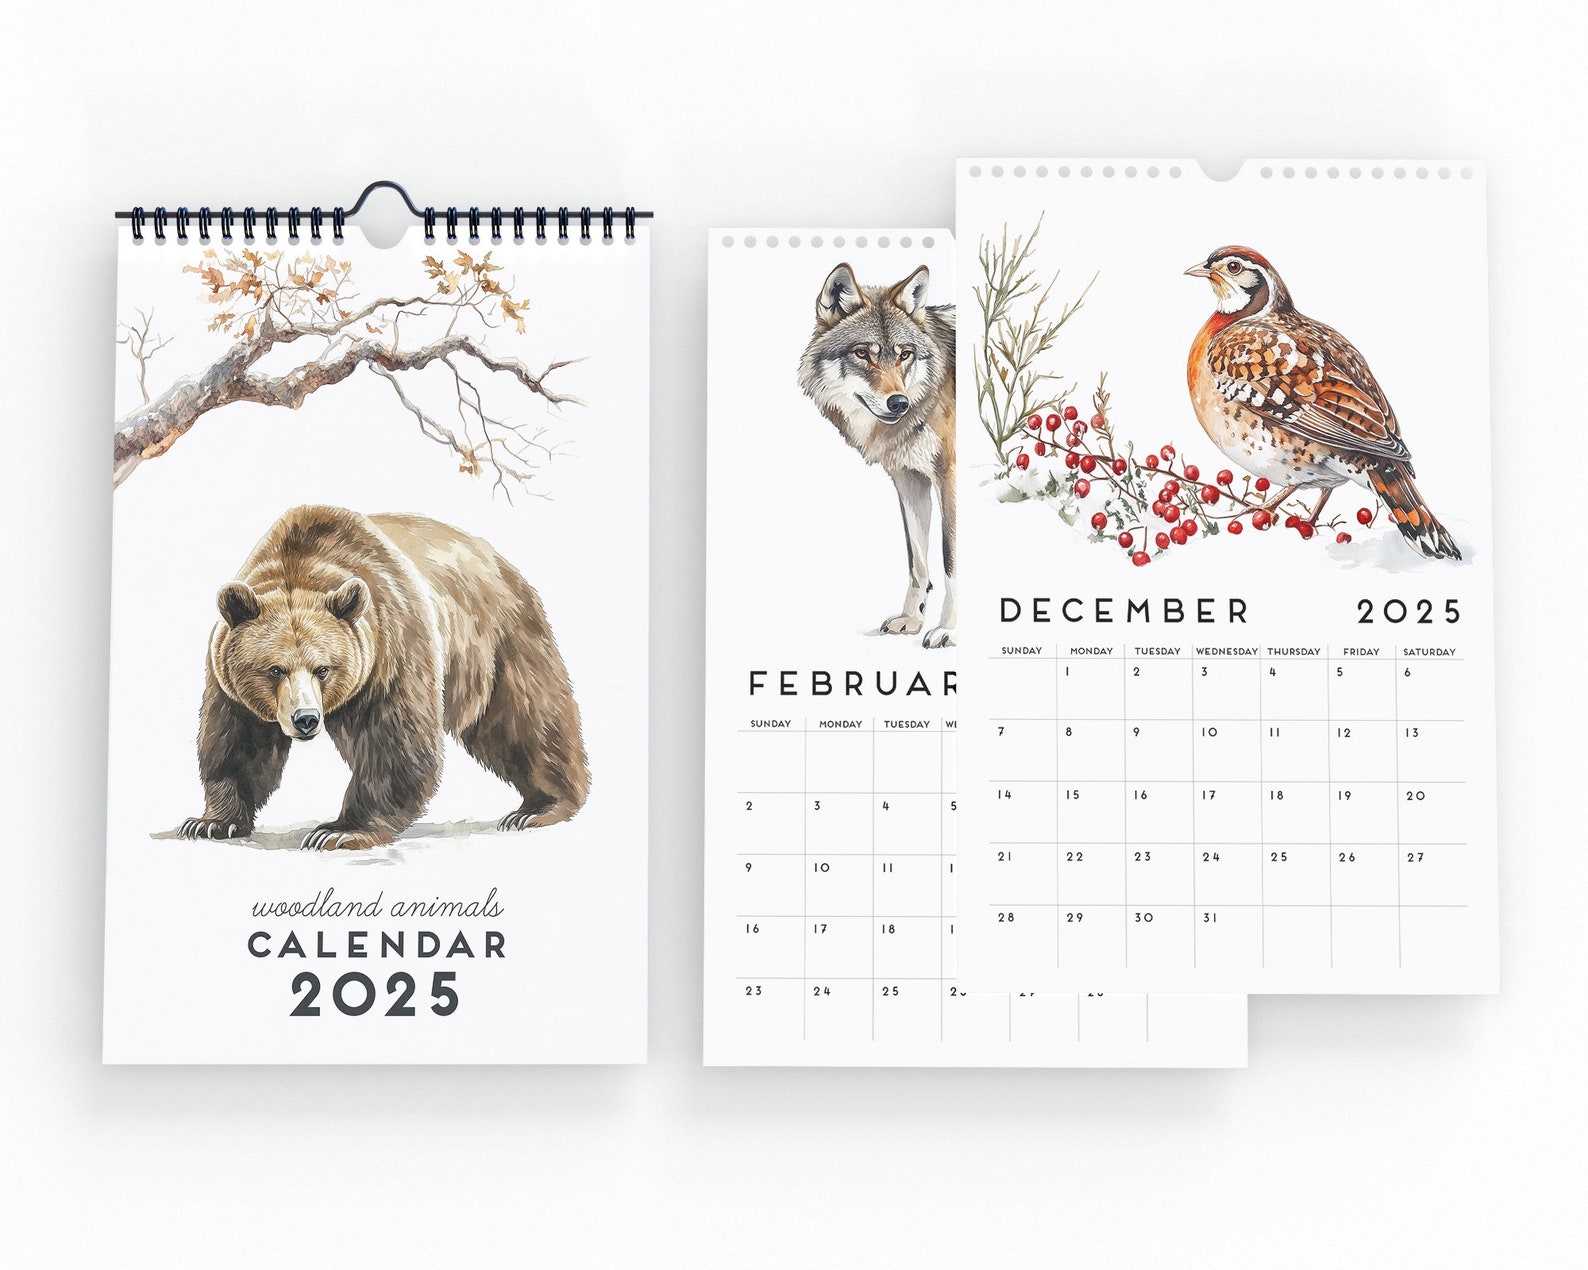 woodland animals
CALENDAR
2025
FEBRUAR
SUNDAY MONDAY TUESDAY
2 3 4 5
9 10 11
16 17 18
23 24 25
DECEMBER 2025
SUNDAY MONDAY TUESDAY WEDNESDAY THURSDAY FRIDAY SATURDAY
1 2 3 4 5 6
7 8 9 10 11 12 13
14 15 16 17 18 19 20
21 22 23 24 25 26 27
28 29 30 31